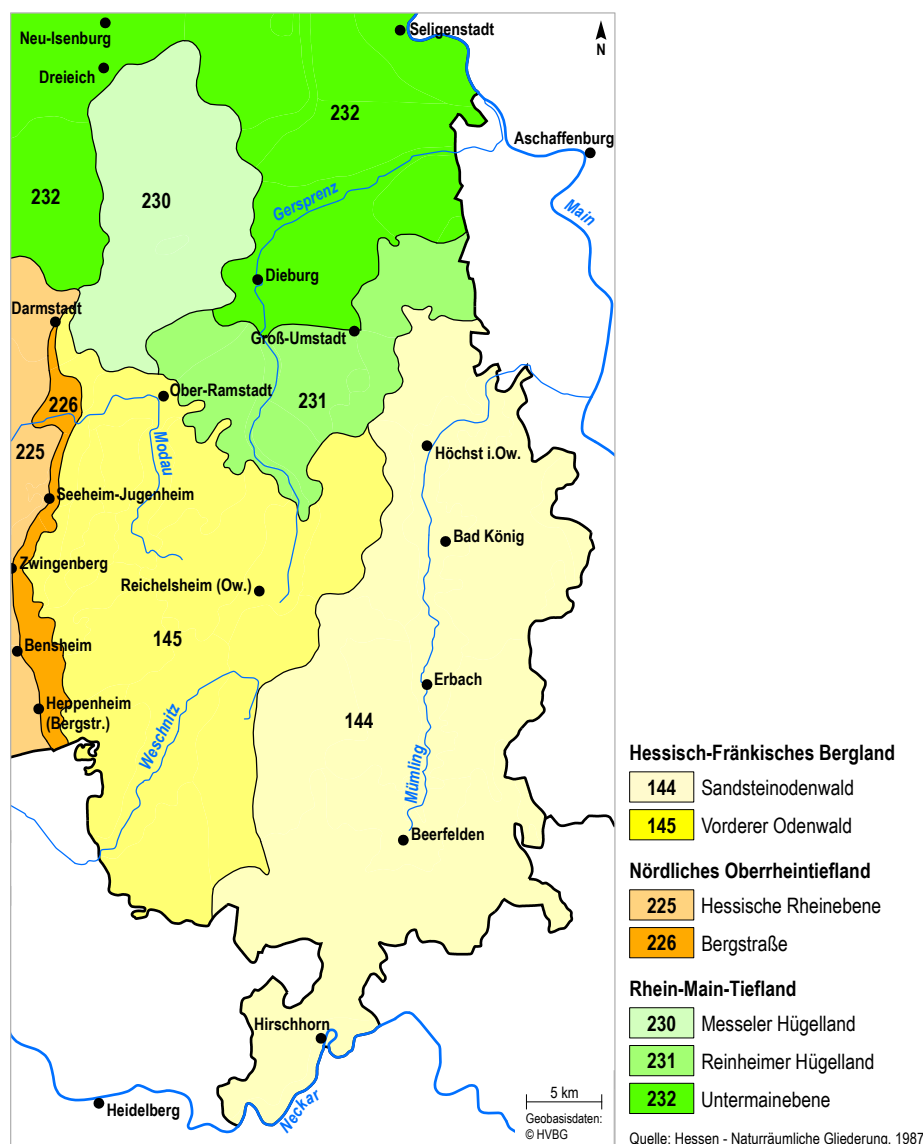 Neu-Isenburg
Seligenstadt
N
Dreieich
232
Aschaffenburg
232
230
Gersprenz
Main
Dieburg
Darmstadt
Groß-Umstadt
Ober-Ramstadt
226
231
Modau
225
Höchst i.Ow.
Seeheim-Jugenheim
Bad König
Zwingenberg
Reichelsheim (Ow.)
145
Bensheim
Erbach
Heppenheim
(Bergstr.)
144
Weschnitz
Mümling
Beerfelden
Hirschhorn
Neckar
Heidelberg
5 km
Geobasisdaten:
© HVBG
Hessisch-Fränkisches Bergland
144 Sandsteinodenwald
145 Vorderer Odenwald
Nördliches Oberrheintiefland
225 Hessische Rheinebene
226 Bergstraße
Rhein-Main-Tiefland
230 Messeler Hügelland
231 Reinheimer Hügelland
232 Untermainebene
Quelle: Hessen - Naturräumliche Gliederung, 1987